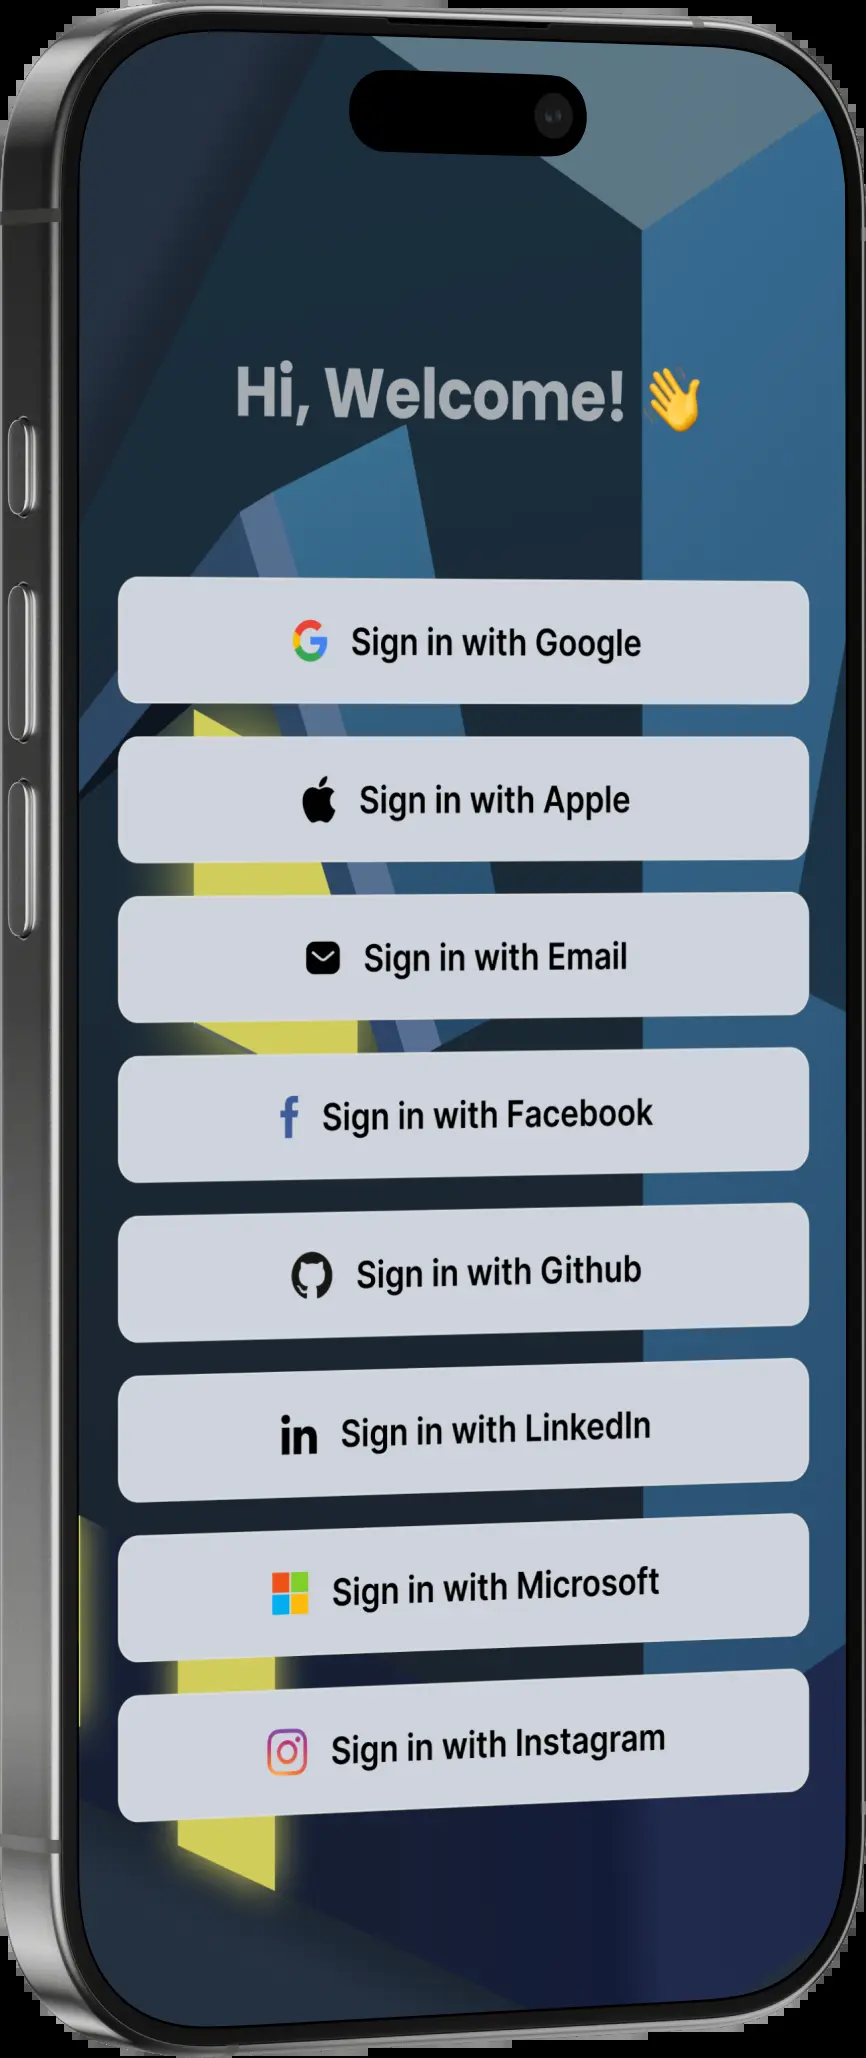 Hi, Welcome! 👋
Sign in with Google
Sign in with Apple
Sign in with Email
Sign in with Facebook
Sign in with Github
in Sign in with LinkedIn
Sign in with Microsoft
Sign in with Instagram